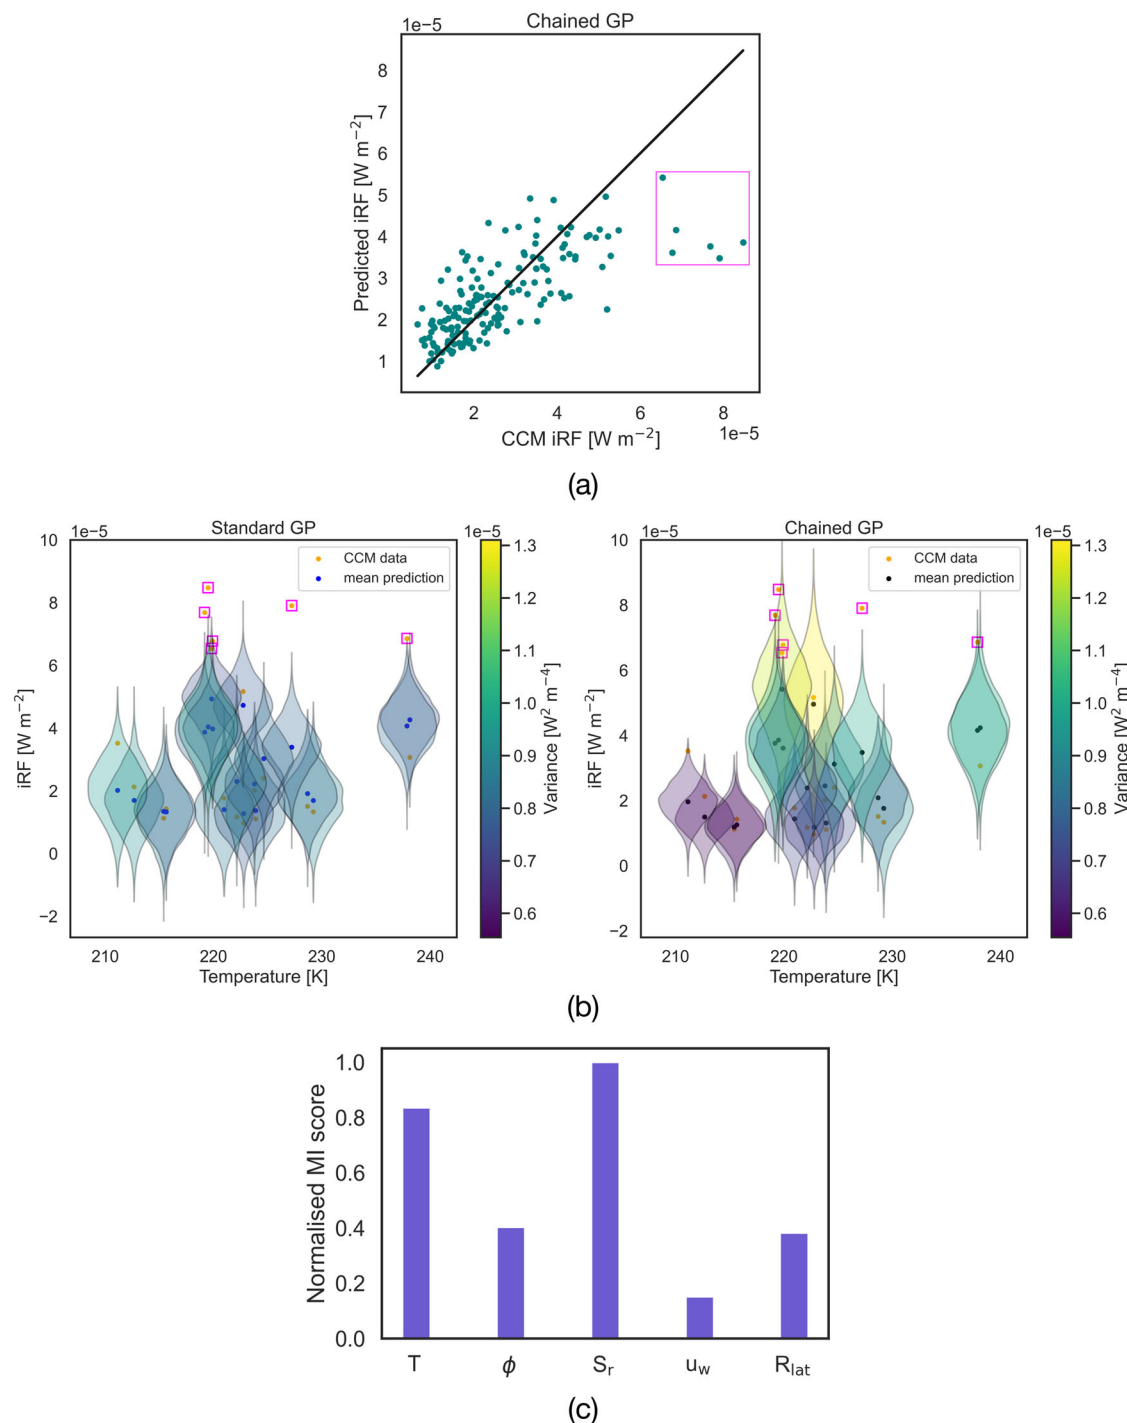 Chained GP
1e−5
8
7
6
5
4
3
2
1
Predicted iRF [W m−2]
2 4 6 8
CCM iRF [W m−2] 1e−5
(a)
1e−5 Standard GP 1e−5
CCM data
mean prediction
10
8
6
4
2
0
−2
iRF [W m−2]
210 220 230 240
Temperature [K]
1.3
1.2
1.1
1.0
0.9
0.8
0.7
0.6
Variance [W2 m−4]
1e−5 Chained GP 1e−5
CCM data
mean prediction
10
8
6
4
2
0
−2
iRF [W m−2]
210 220 230 240
Temperature [K]
1.3
1.2
1.1
1.0
0.9
0.8
0.7
0.6
Variance [W2 m−4]
(b)
1.0
0.8
0.6
0.4
0.2
0.0
Normalised MI score
T ϕ Sr uw Rlat
(c)